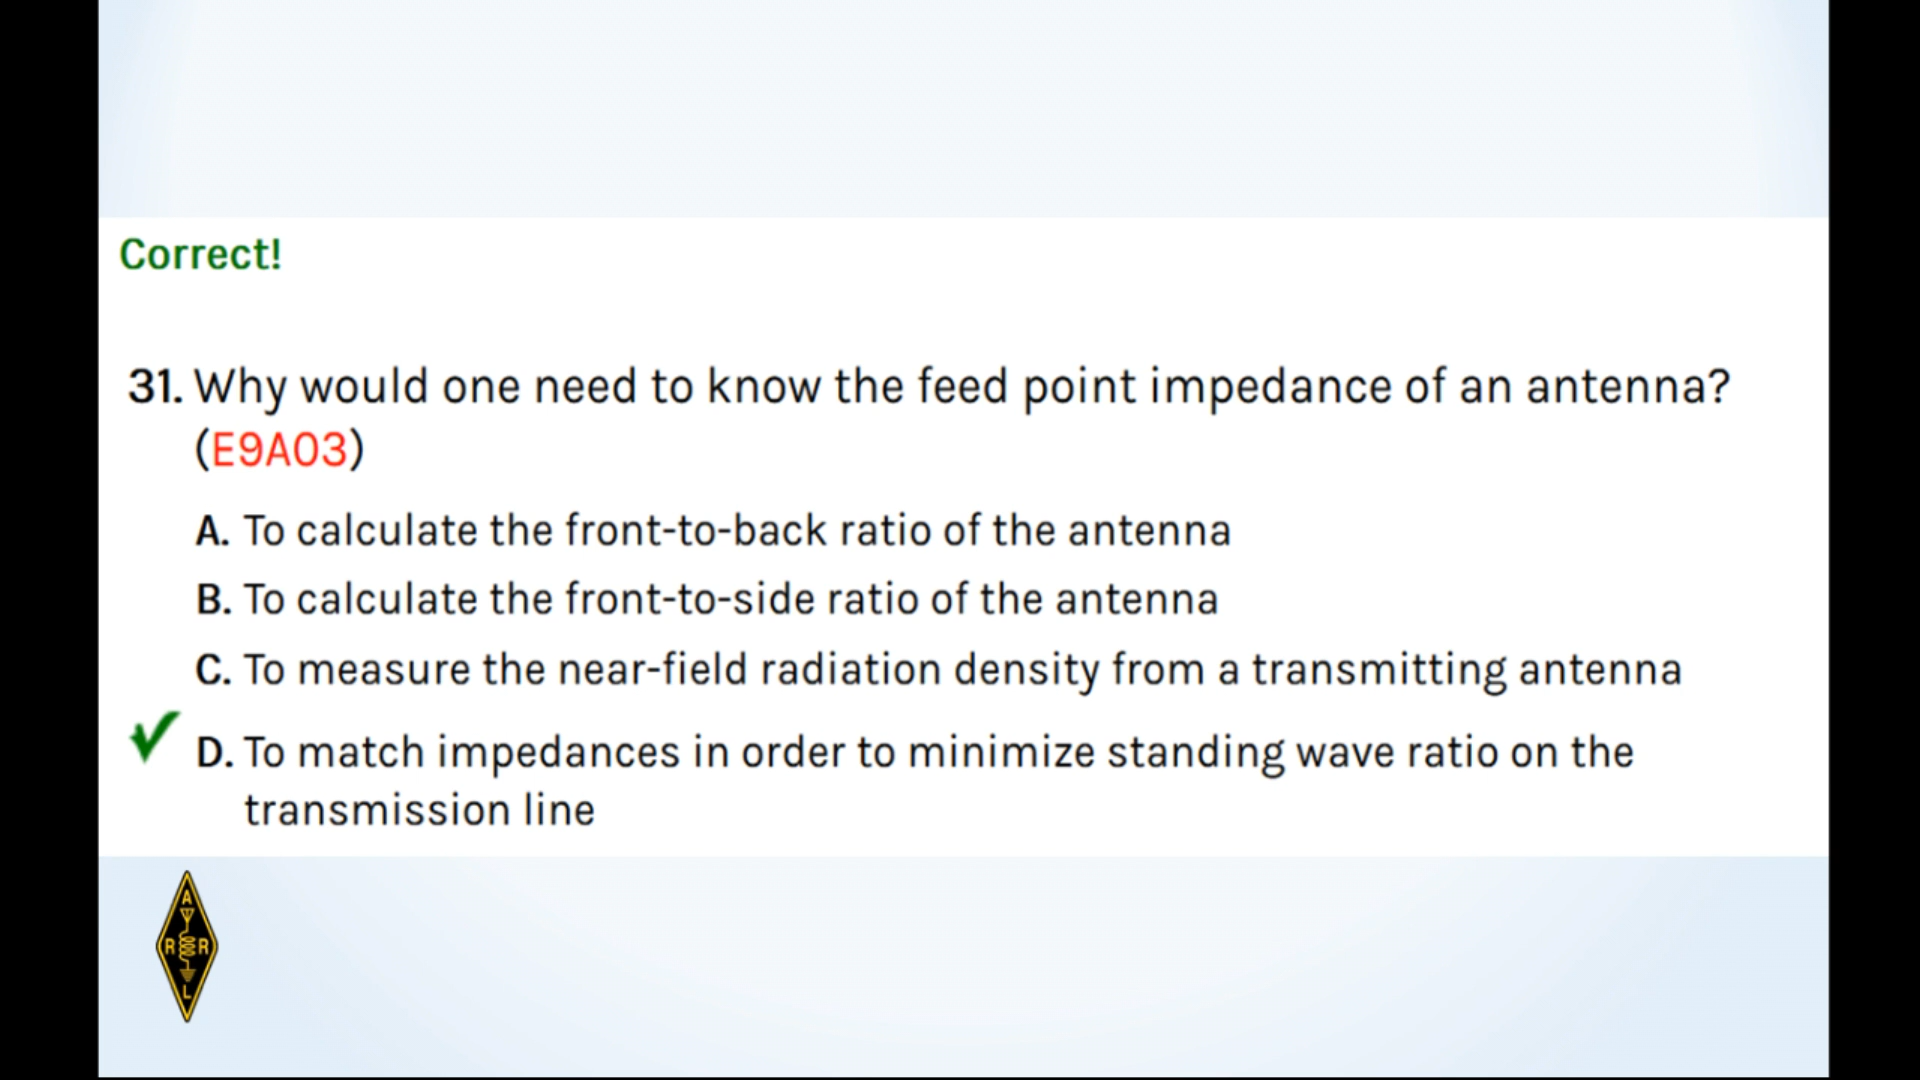 Correct!
31. Why would one need to know the feed point impedance of an antenna?
(E9A03)
A. To calculate the front-to-back ratio of the antenna
B. To calculate the front-to-side ratio of the antenna
C. To measure the near-field radiation density from a transmitting antenna
D. To match impedances in order to minimize standing wave ratio on the
transmission line
A
R R
L